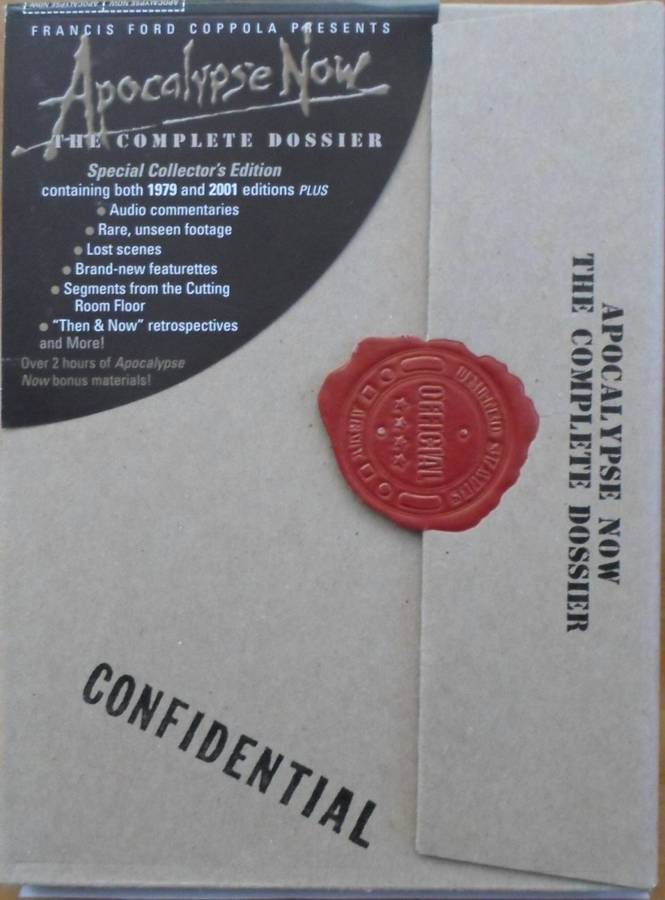 FRANCIS FORD COPPOLA PRESENTS
Apocalypse Now
THE COMPLETE DOSSIER
Special Collector's Edition
containing both 1979 and 2001 editions PLUS
Audio commentaries
Rare, unseen footage
Lost scenes
Brand-new featurettes
Segments from the Cutting
Room Floor
"Then & Now" retrospectives
and More!
Over 2 hours of Apocalypse
Now bonus materials!
APOCALYPSE NOW
THE COMPLETE DOSSIER
OFFICIAL
CONFIDENTIAL